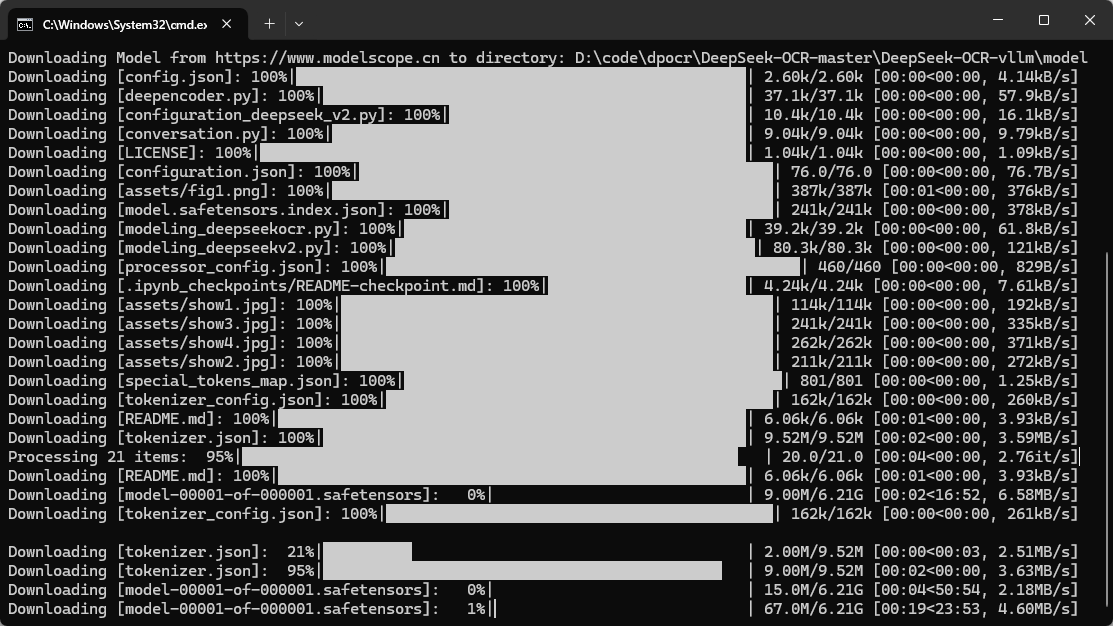 C:\Windows\System32\cmd.ex
Downloading Model from https://www.modelscope.cn to directory: D:\code\dpocr\DeepSeek-OCR-master\DeepSeek-OCR-vllm\model
Downloading [config.json]: 100%| | 2.60k/2.60k [00:00<00:00, 4.14kB/s]
Downloading [deepencoder.py]: 100%| | 37.1k/37.1k [00:00<00:00, 57.9kB/s]
Downloading [configuration_deepseek_v2.py]: 100%| | 10.4k/10.4k [00:00<00:00, 16.1kB/s]
Downloading [conversation.py]: 100%| | 9.04k/9.04k [00:00<00:00, 9.79kB/s]
Downloading [LICENSE]: 100%| | 1.04k/1.04k [00:00<00:00, 1.09kB/s]
Downloading [configuration.json]: 100%| | 76.0/76.0 [00:00<00:00, 76.7B/s]
Downloading [assets/fig1.png]: 100%| | 387k/387k [00:01<00:00, 376kB/s]
Downloading [model.safetensors.index.json]: 100%| | 241k/241k [00:00<00:00, 378kB/s]
Downloading [modeling_deepseekocr.py]: 100%| | 39.2k/39.2k [00:00<00:00, 61.8kB/s]
Downloading [modeling_deepseekv2.py]: 100%| | 80.3k/80.3k [00:00<00:00, 121kB/s]
Downloading [processor_config.json]: 100%| | 460/460 [00:00<00:00, 829B/s]
Downloading [.ipynb_checkpoints/README-checkpoint.md]: 100%| | 4.24k/4.24k [00:00<00:00, 7.61kB/s]
Downloading [assets/show1.jpg]: 100%| | 114k/114k [00:00<00:00, 192kB/s]
Downloading [assets/show3.jpg]: 100%| | 241k/241k [00:00<00:00, 335kB/s]
Downloading [assets/show4.jpg]: 100%| | 262k/262k [00:00<00:00, 371kB/s]
Downloading [assets/show2.jpg]: 100%| | 211k/211k [00:00<00:00, 272kB/s]
Downloading [special_tokens_map.json]: 100%| | 801/801 [00:00<00:00, 1.25kB/s]
Downloading [tokenizer_config.json]: 100%| | 162k/162k [00:00<00:00, 260kB/s]
Downloading [README.md]: 100%| | 6.06k/6.06k [00:01<00:00, 3.93kB/s]
Downloading [tokenizer.json]: 100%| | 9.52M/9.52M [00:02<00:00, 3.59MB/s]
Processing 21 items:  95%| | 20.0/21.0 [00:04<00:00, 2.76it/s]
Downloading [README.md]: 100%| | 6.06k/6.06k [00:01<00:00, 3.93kB/s]
Downloading [model-00001-of-000001.safetensors]:   0%| | 9.00M/6.21G [00:02<16:52, 6.58MB/s]
Downloading [tokenizer_config.json]: 100%| | 162k/162k [00:00<00:00, 261kB/s]
Downloading [tokenizer.json]:  21%| | 2.00M/9.52M [00:00<00:03, 2.51MB/s]
Downloading [tokenizer.json]:  95%| | 9.00M/9.52M [00:02<00:00, 3.63MB/s]
Downloading [model-00001-of-000001.safetensors]:   0%| | 15.0M/6.21G [00:04<50:54, 2.18MB/s]
Downloading [model-00001-of-000001.safetensors]:   1%| | 67.0M/6.21G [00:19<23:53, 4.60MB/s]